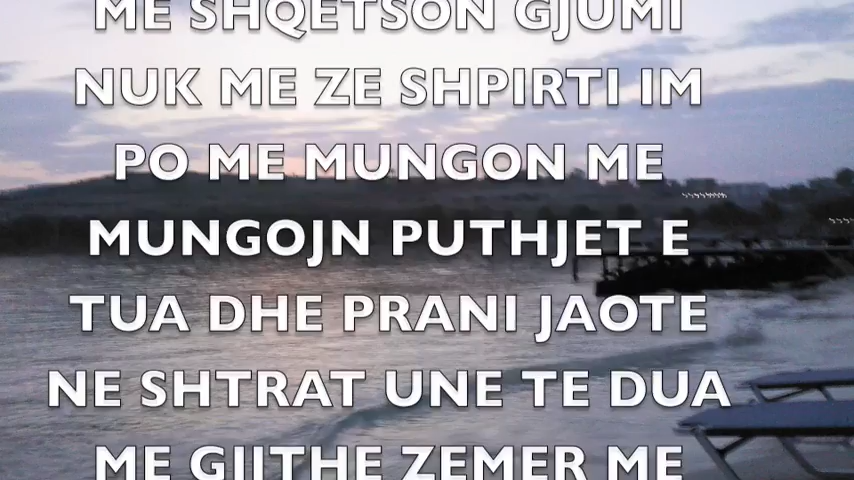 ME SHQETSON GJUMI
NUK ME ZE SHPIRTI IM
PO ME MUNGON ME
MUNGOJN PUTHJET E
TUA DHE PRANI JAOTE
NE SHTRAT UNE TE DUA
ME GJITHE ZEMER ME